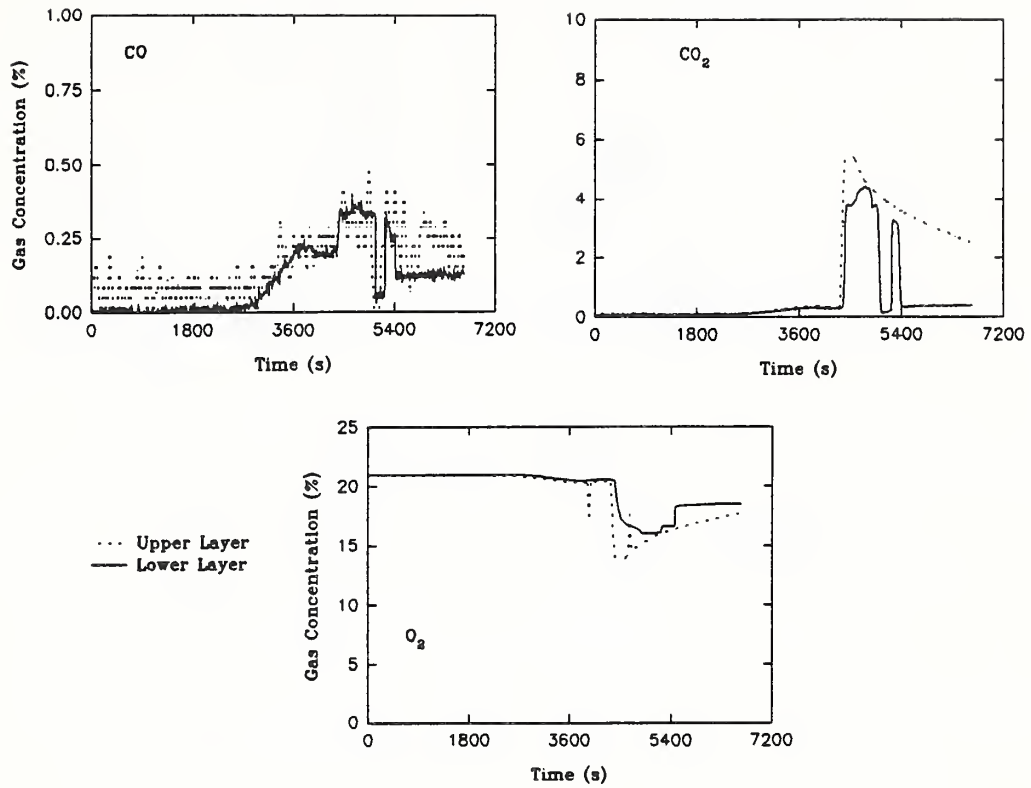 1.00
0.75
0.50
0.25
0.00
Gas Concentration (%)
CO
0 1800 3600 5400 7200
Time (s)
10
8
6
4
2
0
CO₂
0 1800 3600 5400 7200
Time (s)
25
20
15
10
5
0
Gas Concentration (%)
O₂
0 1800 3600 5400 7200
Time (s)
Upper Layer
Lower Layer